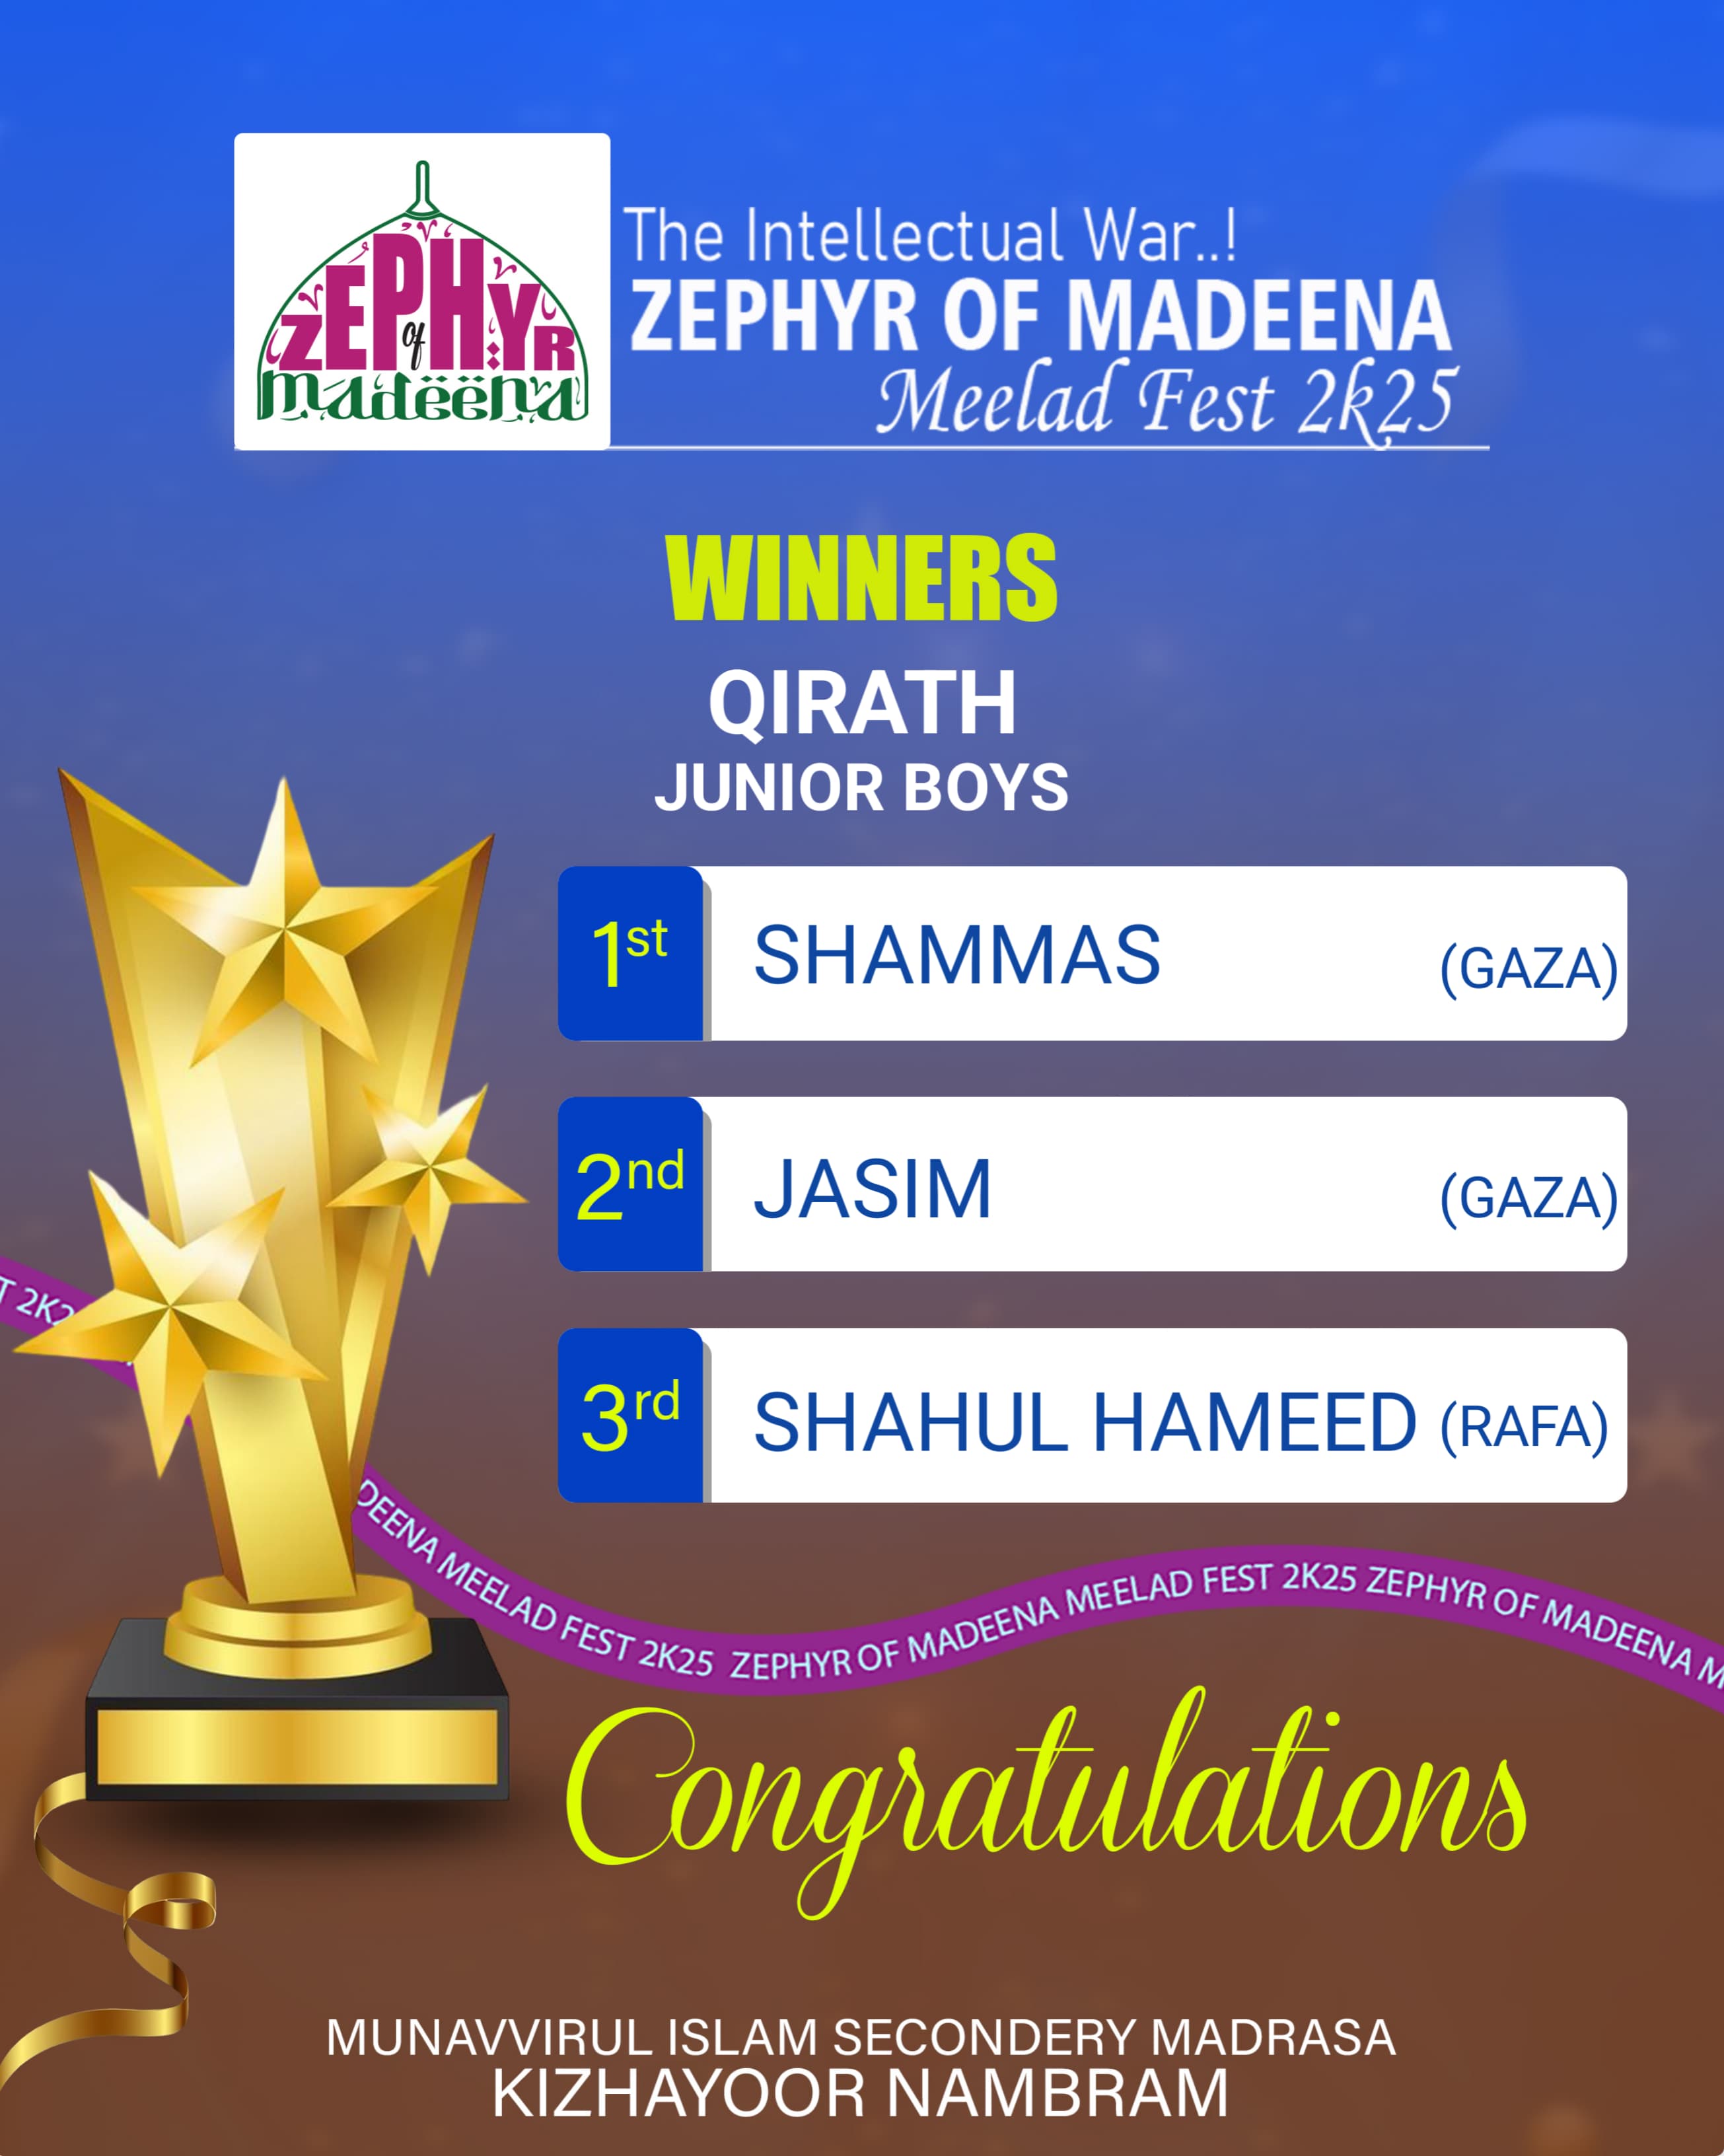 ZEPHYR
of
madëëna
The Intellectual War..!
ZEPHYR OF MADEENA
Meelad Fest 2k25
WINNERS
QIRATH
JUNIOR BOYS
1st SHAMMAS (GAZA)
2nd JASIM (GAZA)
3rd SHAHUL HAMEED (RAFA)
T 2K2
DEENA MEELAD FEST 2K25 ZEPHYR OF MADEENA MEELAD FEST 2K25 ZEPHYR OF MADEENA M
Congratulations
MUNAVVIRUL ISLAM SECONDERY MADRASA
KIZHAYOOR NAMBRAM